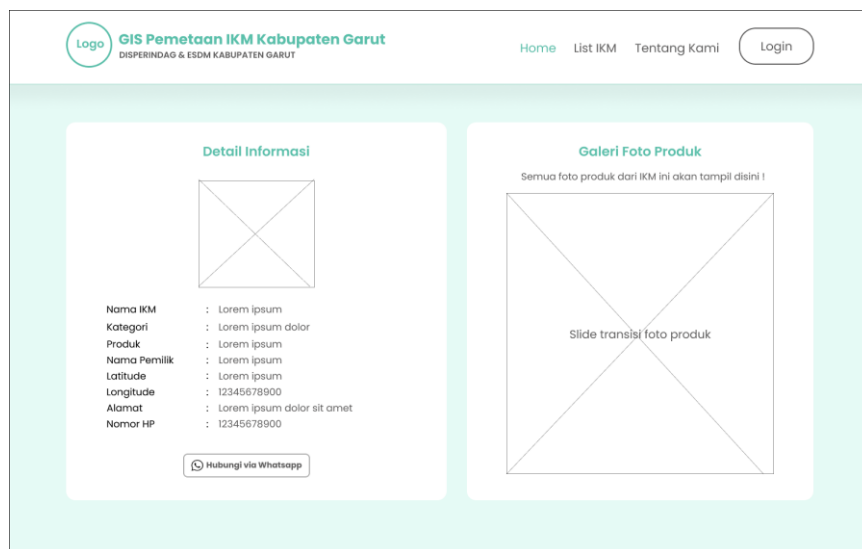 Logo
GIS Pemetaan IKM Kabupaten Garut
DISPERINDAG & ESDM KABUPATEN GARUT
Home List IKM Tentang Kami Login
Detail Informasi
Nama IKM : Lorem ipsum
Kategori : Lorem ipsum dolor
Produk : Lorem ipsum
Nama Pemilik : Lorem ipsum
Latitude : Lorem ipsum
Longitude : 12345678900
Alamat : Lorem ipsum dolor sit amet
Nomor HP : 12345678900
Hubungi via Whatsapp
Galeri Foto Produk
Semua foto produk dari IKM ini akan tampil disini !
Slide transisi foto produk